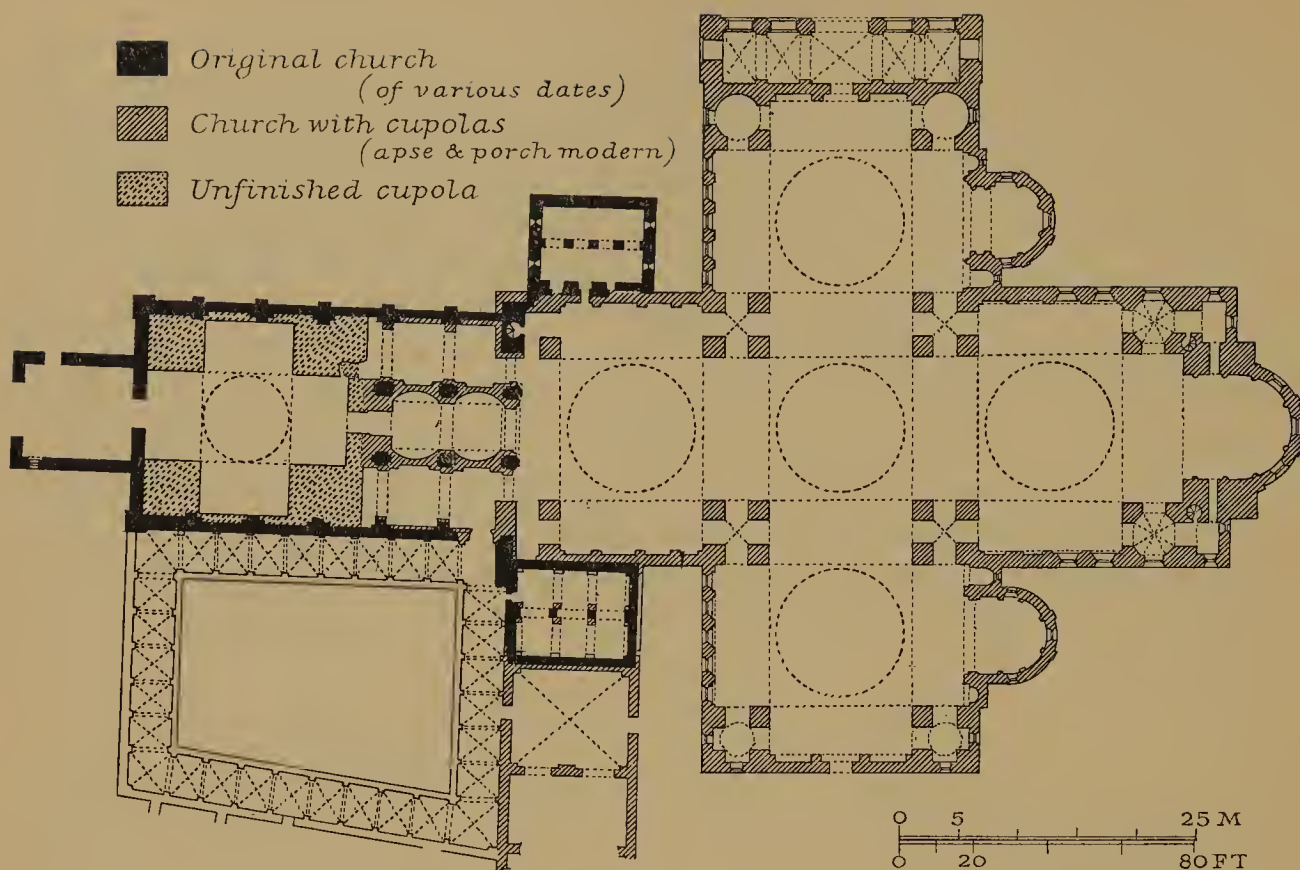 Original church
(of various dates)
Church with cupolas
(apse & porch modern)
Unfinished cupola
0 5 25 M
0 20 80 FT